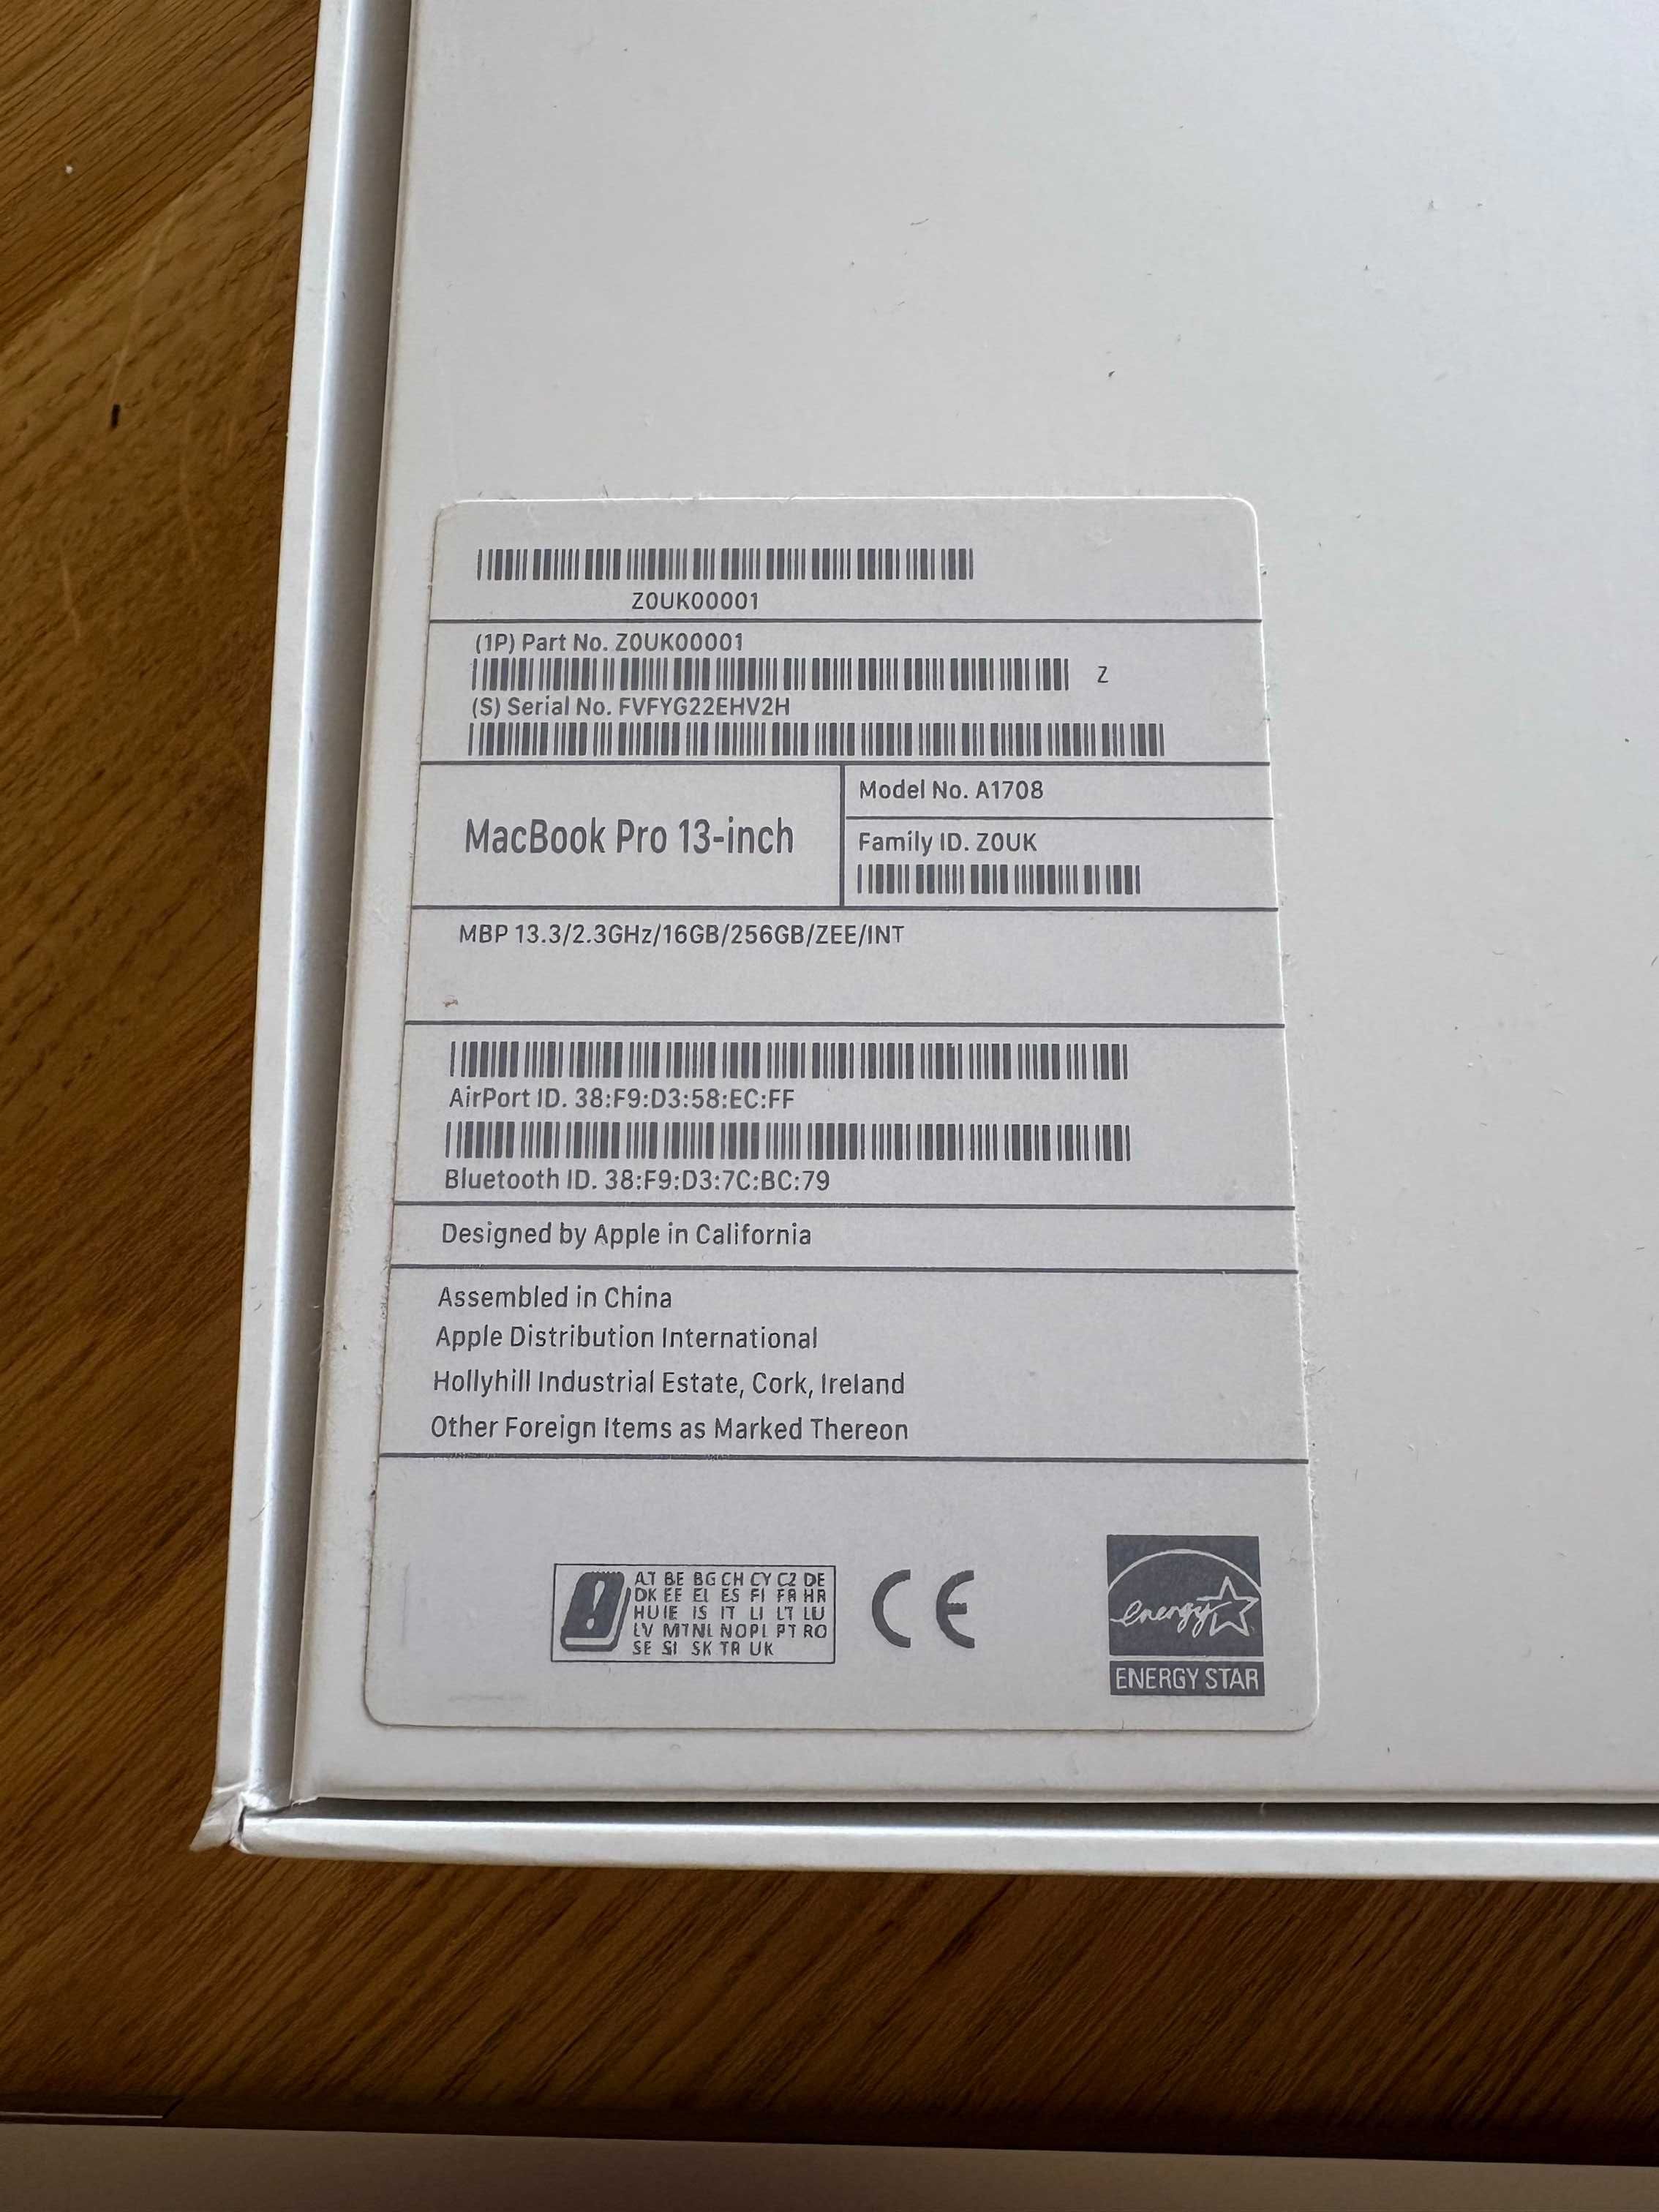 Z0UK00001
(1P) Part No. Z0UK00001
Z
(S) Serial No. FVFYG22EHV2H
MacBook Pro 13-inch
Model No. A1708
Family ID. Z0UK
MBP 13.3/2.3GHz/16GB/256GB/ZEE/INT
AirPort ID. 38:F9:D3:58:EC:FF
Bluetooth ID. 38:F9:D3:7C:BC:79
Designed by Apple in California
Assembled in China
Apple Distribution International
Hollyhill Industrial Estate, Cork, Ireland
Other Foreign Items as Marked Thereon
AT BE BG CH CY CZ DE
DK EE EL ES FI FR HR
HU IE IS IT LI LT LU
LV MT NL NO PL PT RO
SE SI SK TR UK
CE
energy
ENERGY STAR